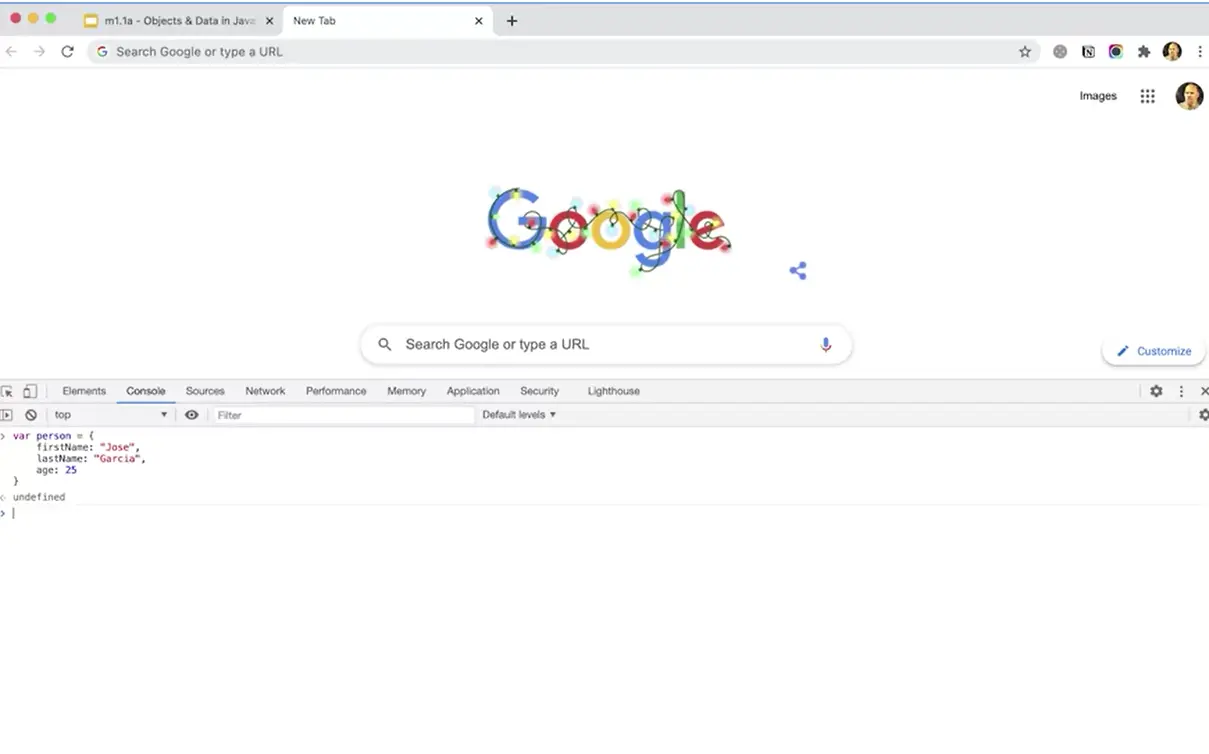 m1.1a - Objects & Data in Java
New Tab
Search Google or type a URL
Images
Google
Search Google or type a URL
Customize
Elements Console Sources Network Performance Memory Application Security Lighthouse
top Filter Default levels ▼
> var person = {
firstName: "Jose",
lastName: "Garcia",
age: 25
}
undefined
>